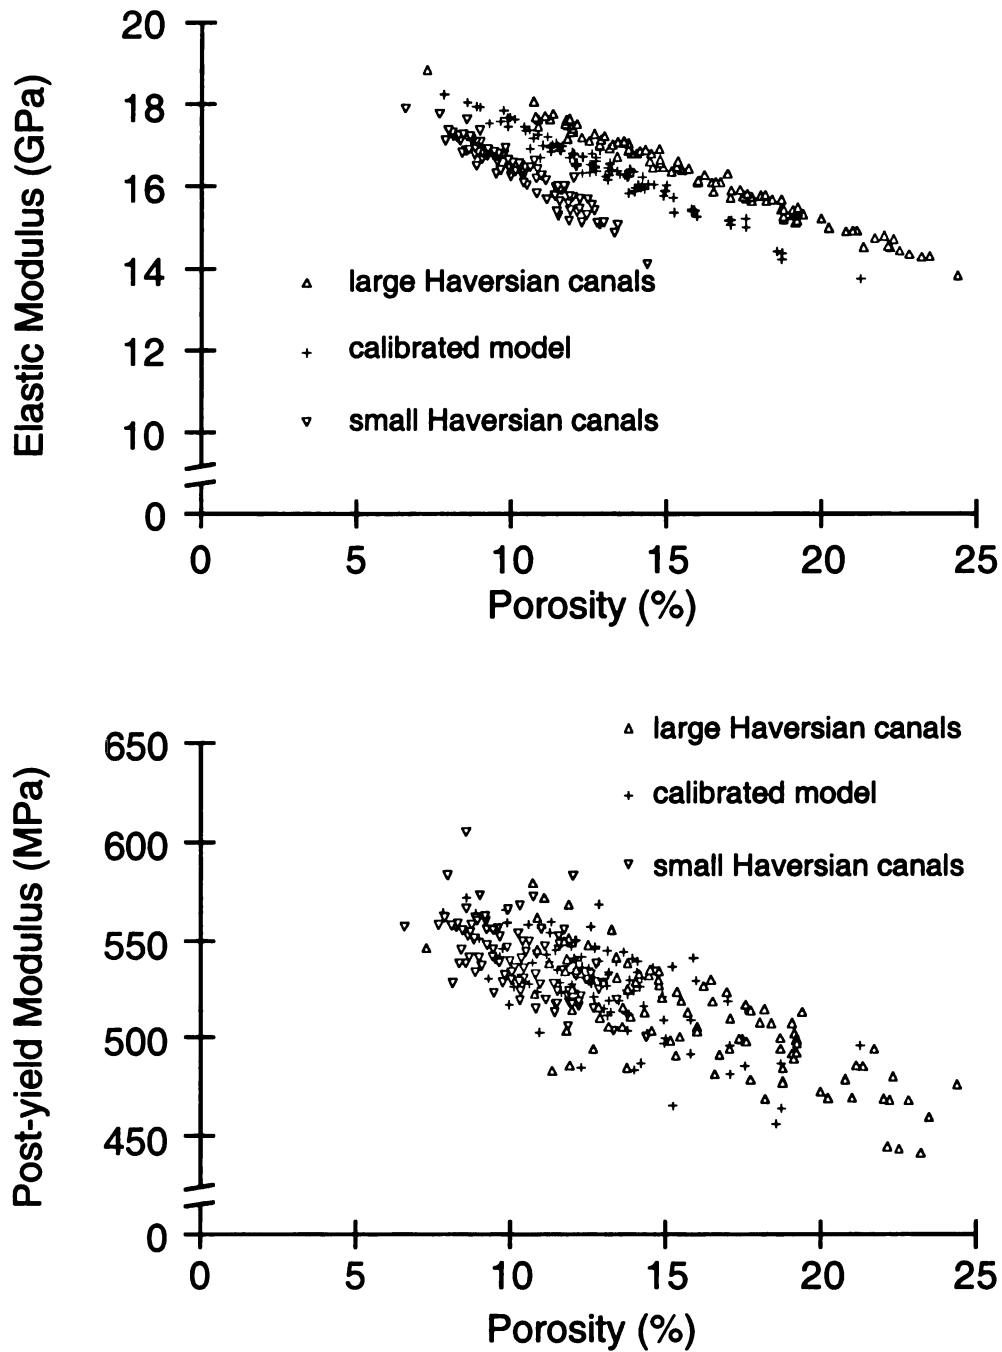 20
18
16
14
12
10
0
Elastic Modulus (GPa)
large Haversian canals
calibrated model
small Haversian canals
0 5 10 15 20 25
Porosity (%)
large Haversian canals
calibrated model
small Haversian canals
650
600
550
500
450
0
Post-yield Modulus (MPa)
0 5 10 15 20 25
Porosity (%)